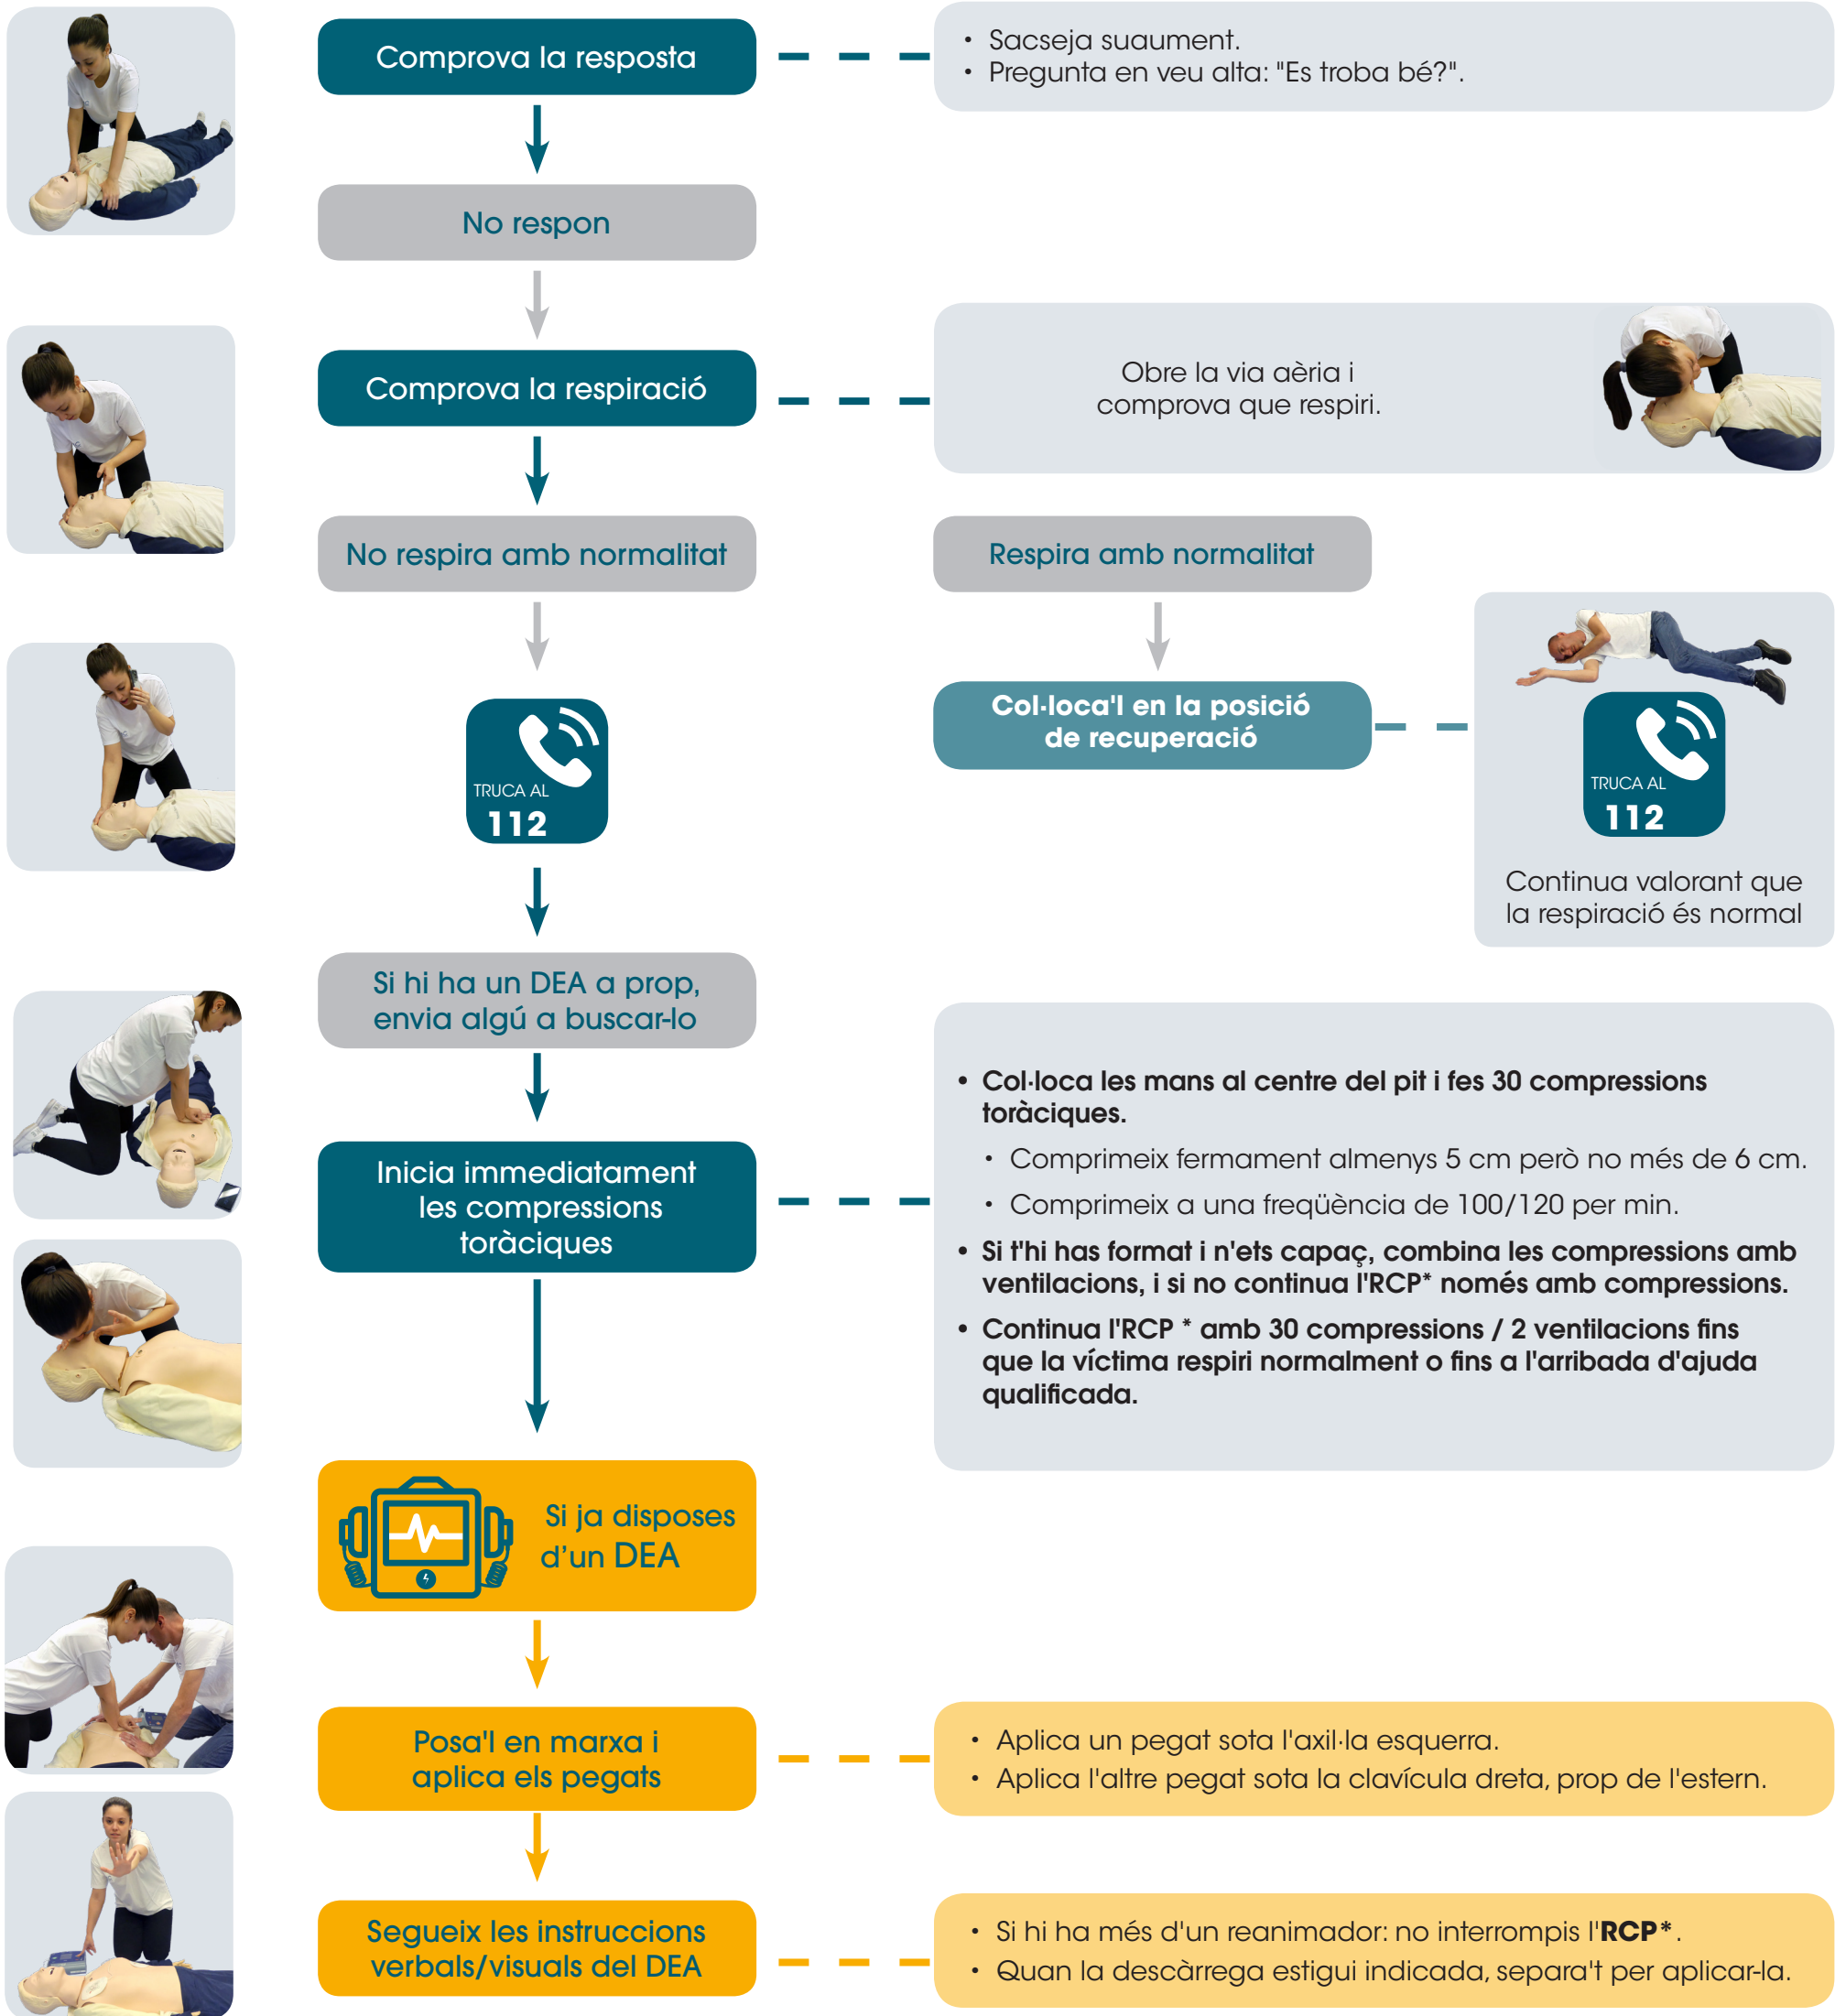 Comprova la resposta
• Sacseja suaument.
• Pregunta en veu alta: "Es troba bé?".
No respon
Comprova la respiració
Obre la via aèria i
comprova que respiri.
No respira amb normalitat
Respira amb normalitat
TRUCA AL
112
Col·loca'l en la posició
de recuperació
TRUCA AL
112
Continua valorant que
la respiració és normal
Si hi ha un DEA a prop,
envia algú a buscar-lo
Inicia immediatament
les compressions
toràciques
• Col·loca les mans al centre del pit i fes 30 compressions
toràciques.
• Comprimeix fermament almenys 5 cm però no més de 6 cm.
• Comprimeix a una freqüència de 100/120 per min.
• Si t'hi has format i n'ets capaç, combina les compressions amb
ventilacions, i si no continua l'RCP* només amb compressions.
• Continua l'RCP * amb 30 compressions / 2 ventilacions fins
que la víctima respiri normalment o fins a l'arribada d'ajuda
qualificada.
Si ja disposes
d’un DEA
Posa'l en marxa i
aplica els pegats
• Aplica un pegat sota l'axil·la esquerra.
• Aplica l'altre pegat sota la clavícula dreta, prop de l'estern.
Segueix les instruccions
verbals/visuals del DEA
• Si hi ha més d'un reanimador: no interrompis l'RCP*.
• Quan la descàrrega estigui indicada, separa't per aplicar-la.